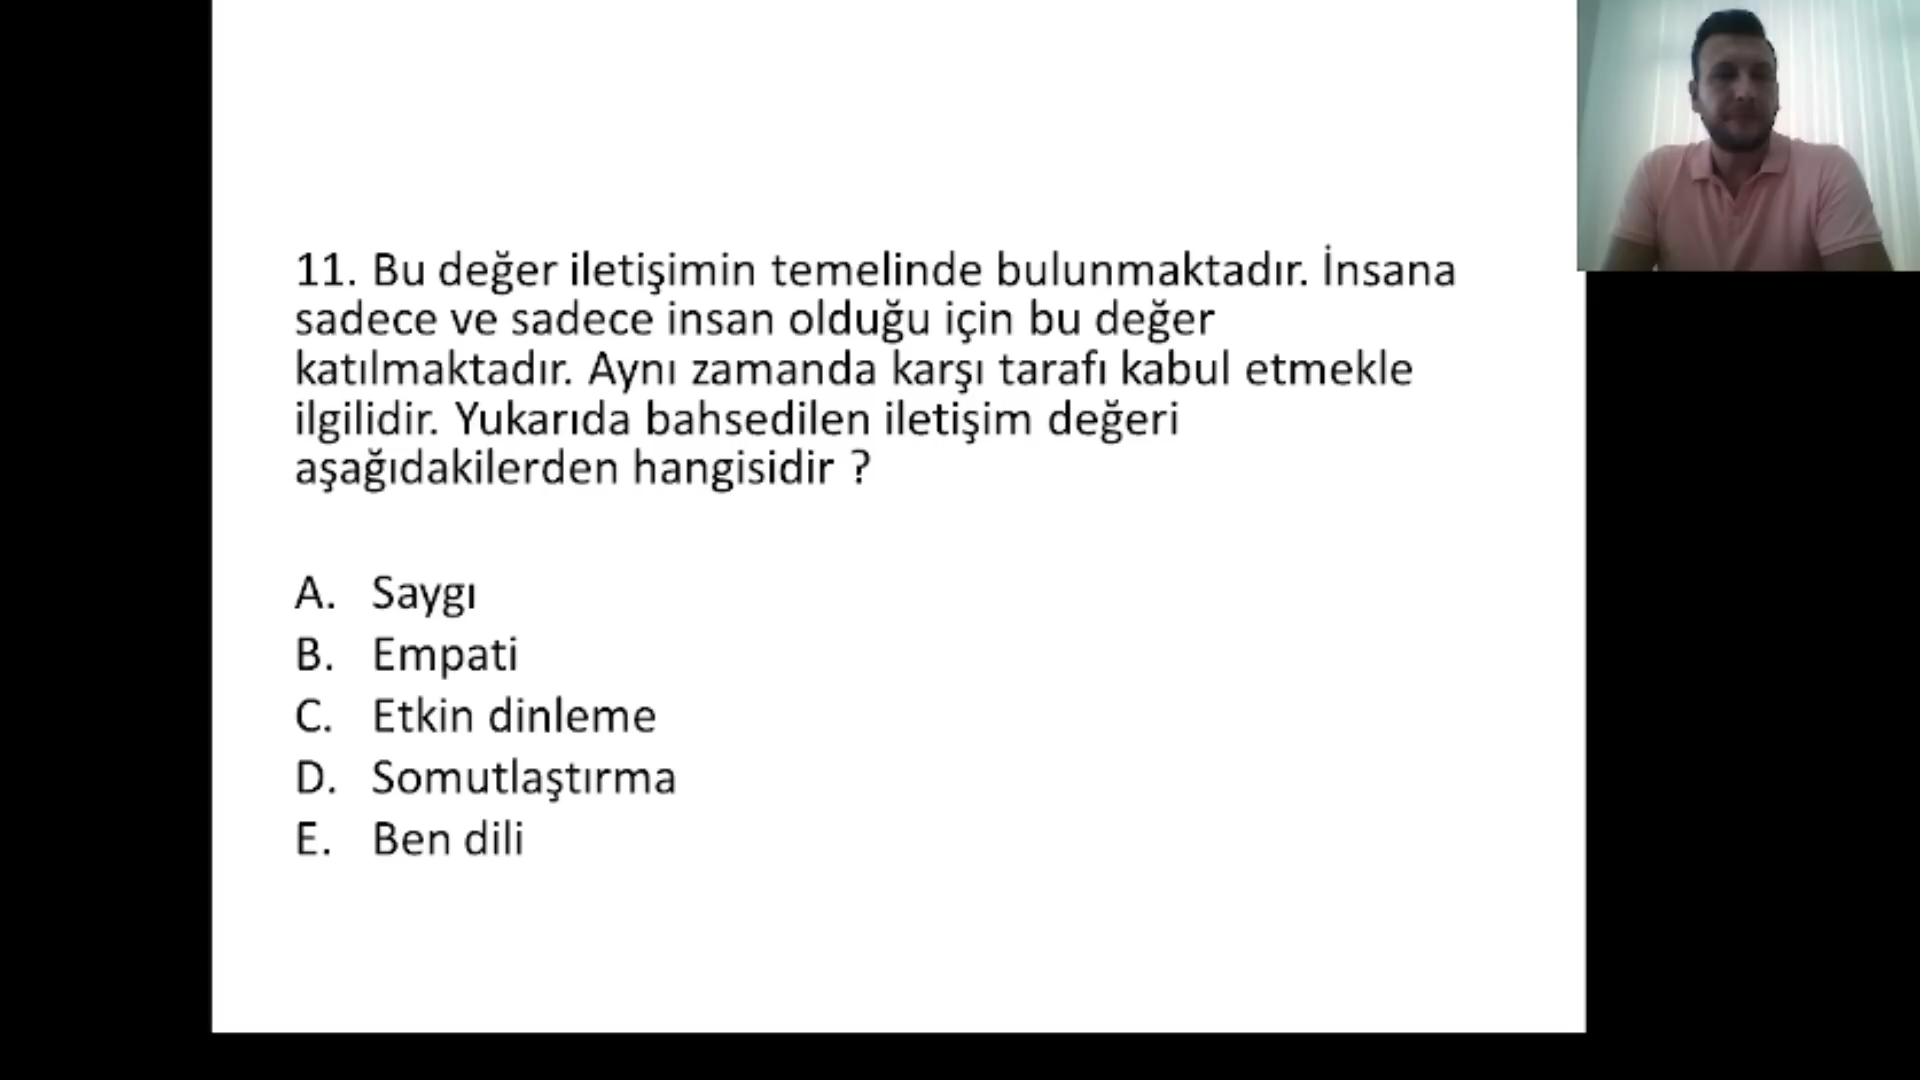 11. Bu değer iletişimin temelinde bulunmaktadır. İnsana
sadece ve sadece insan olduğu için bu değer
katılmaktadır. Aynı zamanda karşı tarafı kabul etmekle
ilgilidir. Yukarıda bahsedilen iletişim değeri
aşağıdakilerden hangisidir ?
A. Saygı
B. Empati
C. Etkin dinleme
D. Somutlaştırma
E. Ben dili